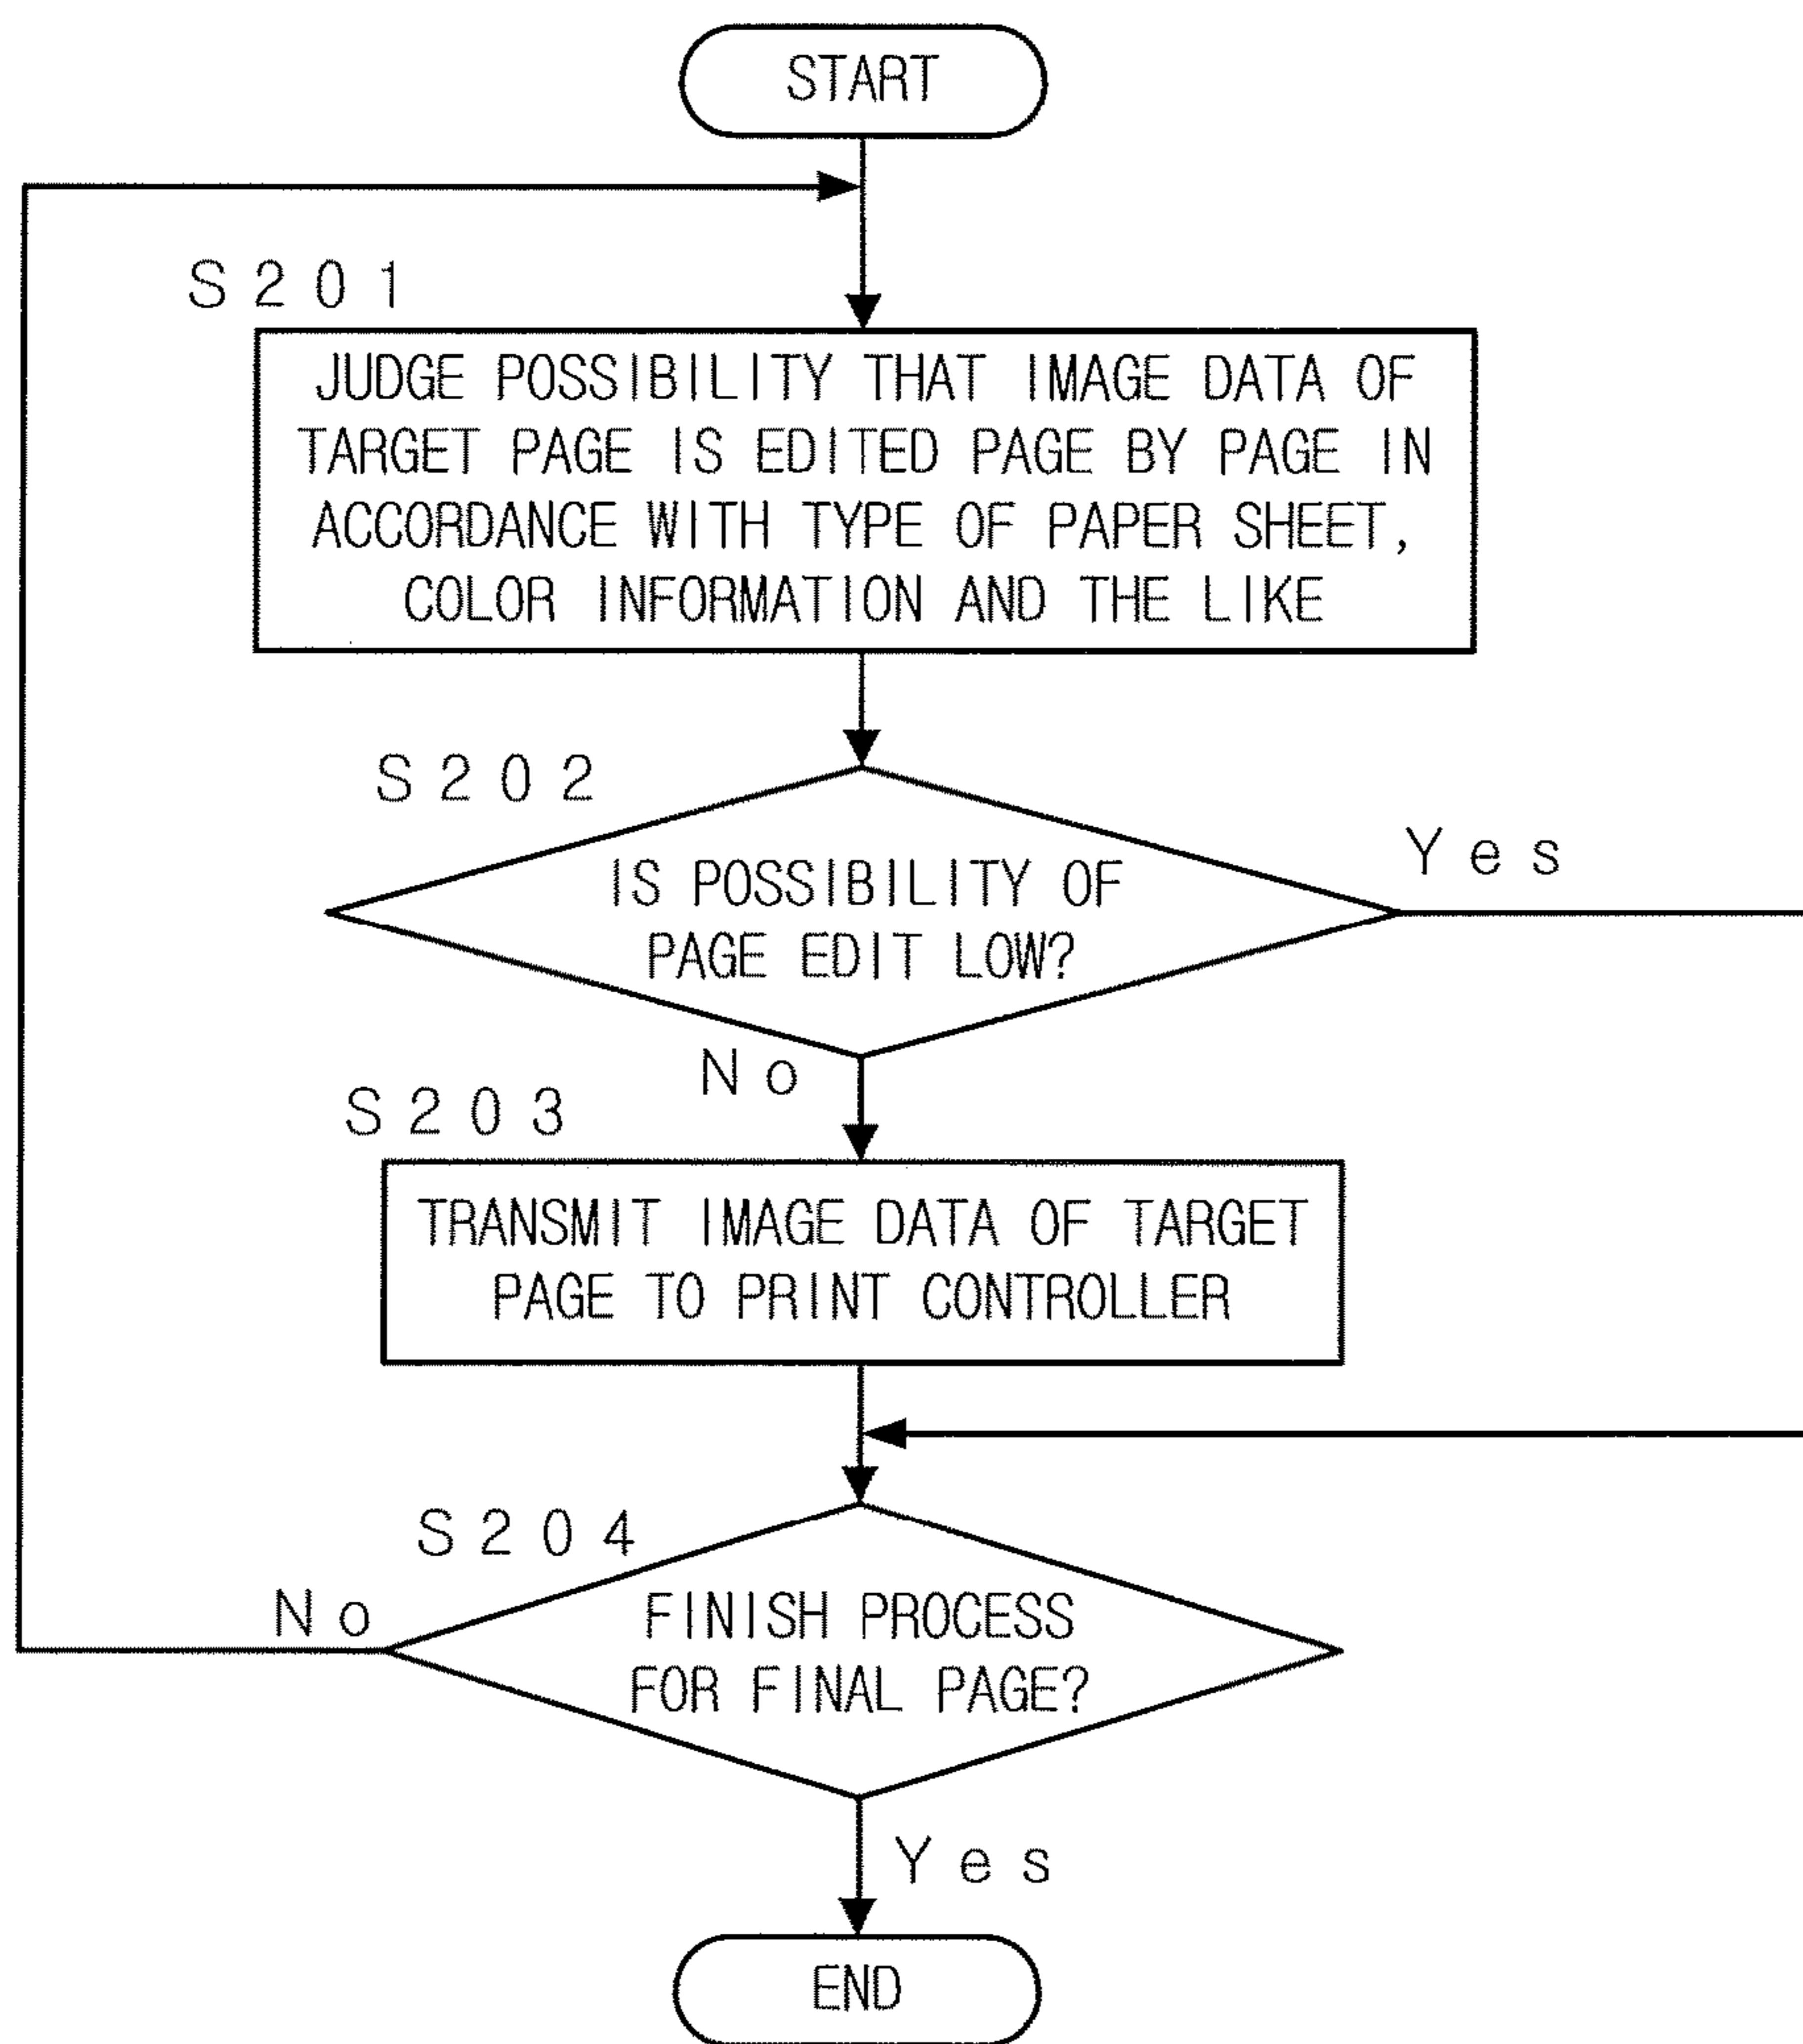 START
S201
JUDGE POSSIBILITY THAT IMAGE DATA OF
TARGET PAGE IS EDITED PAGE BY PAGE IN
ACCORDANCE WITH TYPE OF PAPER SHEET,
COLOR INFORMATION AND THE LIKE
S202
IS POSSIBILITY OF
PAGE EDIT LOW?
Yes
No
S203
TRANSMIT IMAGE DATA OF TARGET
PAGE TO PRINT CONTROLLER
S204
No
FINISH PROCESS
FOR FINAL PAGE?
Yes
END